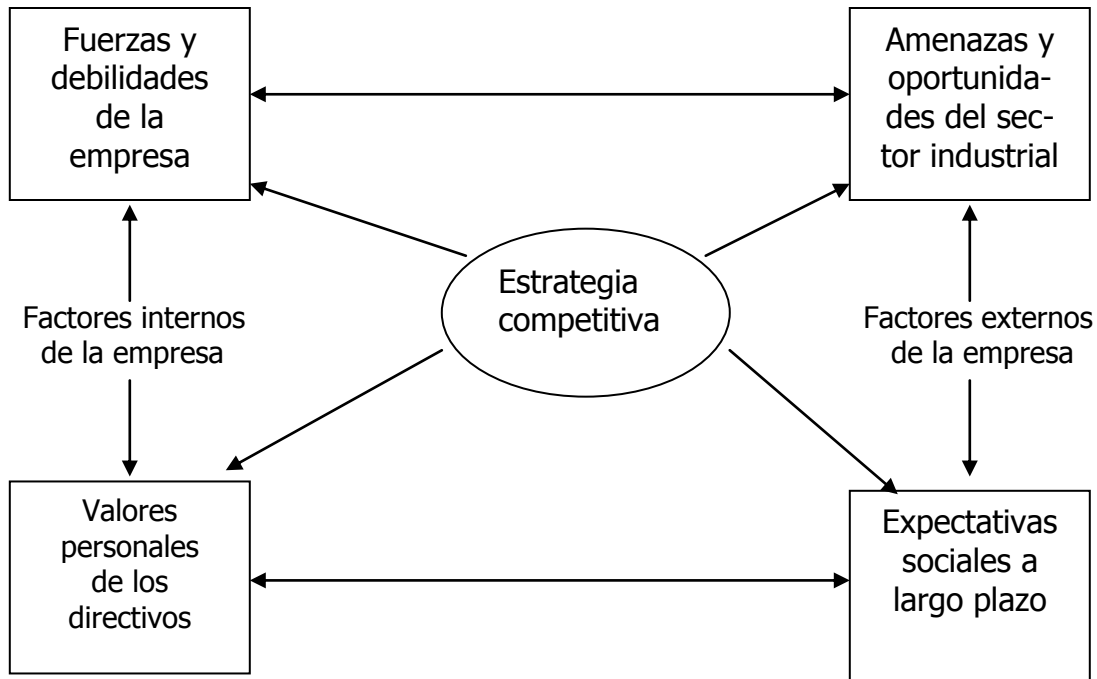 Fuerzas y
debilidades
de la
empresa
Amenazas y
oportunida-
des del sec-
tor industrial
Estrategia
competitiva
Factores internos
de la empresa
Factores externos
de la empresa
Valores
personales
de los
directivos
Expectativas
sociales a
largo plazo